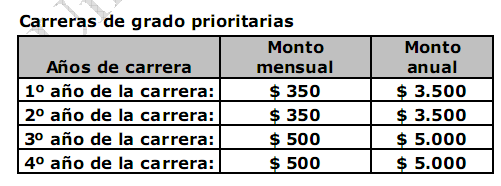 Carreras de grado prioritarias
Años de carrera Monto mensual Monto anual
1º año de la carrera: $ 350 $ 3.500
2º año de la carrera: $ 350 $ 3.500
3º año de la carrera: $ 500 $ 5.000
4º año de la carrera: $ 500 $ 5.000